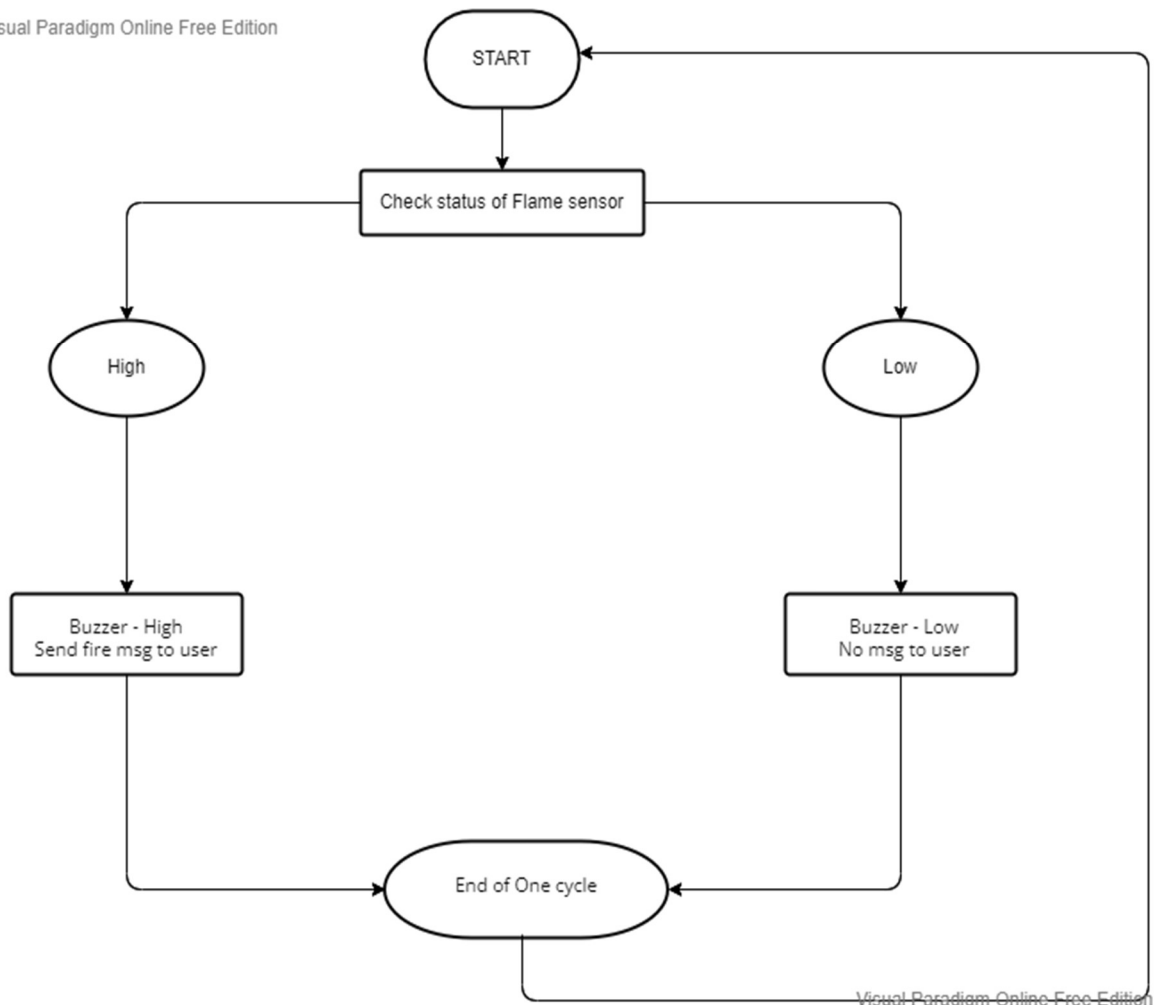 sual Paradigm Online Free Edition
START
Check status of Flame sensor
High
Low
Buzzer - High
Send fire msg to user
Buzzer - Low
No msg to user
End of One cycle
Visual Paradigm Online Free Edition